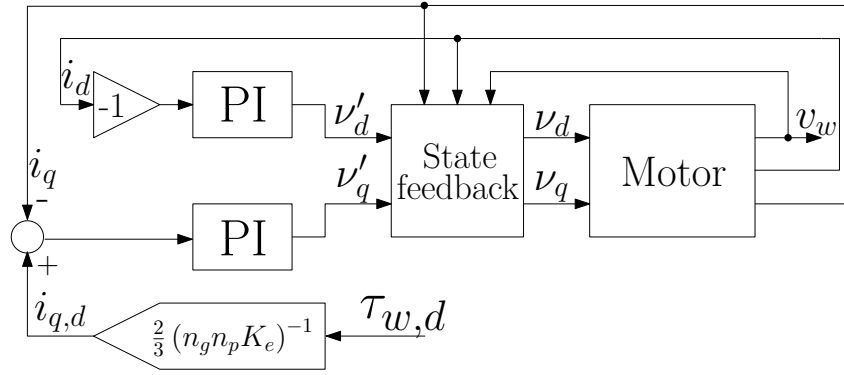 i_d
-1
PI
ν′_d
State
feedback
ν_d
Motor
v_w
i_q
-
ν′_q
ν_q
PI
+
i_{q,d}
2/3 (n_g n_p K_e)^{-1}
τ_{w,d}